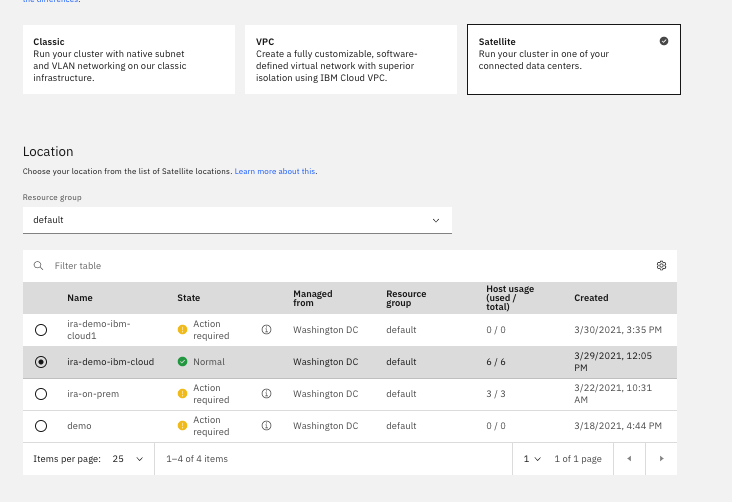 the differences.
Classic
Run your cluster with native subnet
and VLAN networking on our classic
infrastructure.
VPC
Create a fully customizable, software-
defined virtual network with superior
isolation using IBM Cloud VPC.
Satellite
Run your cluster in one of your
connected data centers.
Location
Choose your location from the list of Satellite locations. Learn more about this.
Resource group
default
Filter table
Name State Managed from Resource group Host usage (used / total) Created
ira-demo-ibm-cloud1 Action required Washington DC default 0 / 0 3/30/2021, 3:35 PM
ira-demo-ibm-cloud Normal Washington DC default 6 / 6 3/29/2021, 12:05 PM
ira-on-prem Action required Washington DC default 3 / 3 3/22/2021, 10:31 AM
demo Action required Washington DC default 0 / 0 3/18/2021, 4:44 PM
Items per page: 25 1–4 of 4 items 1 1 of 1 page